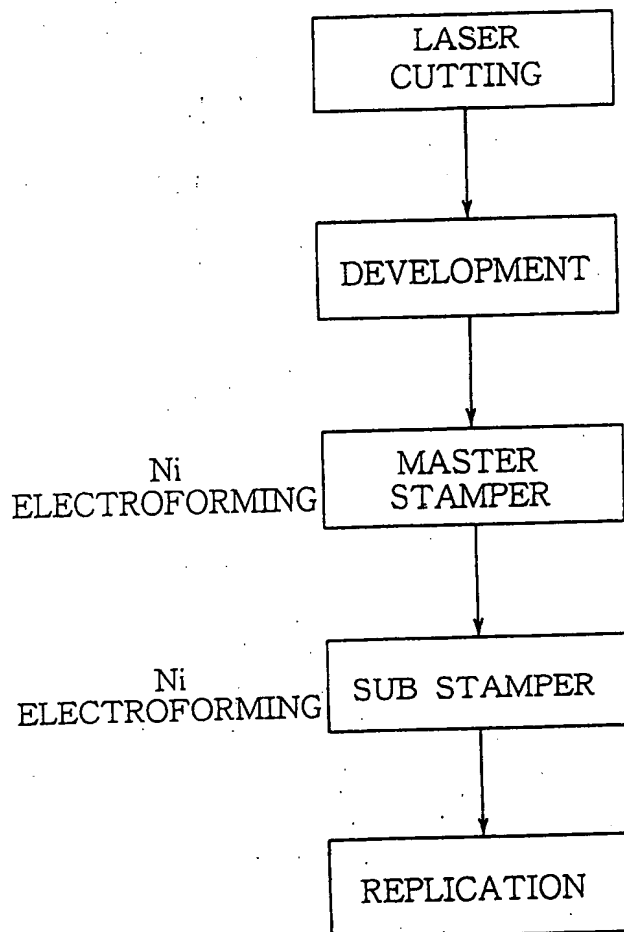 LASER
CUTTING
DEVELOPMENT
Ni
ELECTROFORMING
MASTER
STAMPER
Ni
ELECTROFORMING
SUB STAMPER
REPLICATION